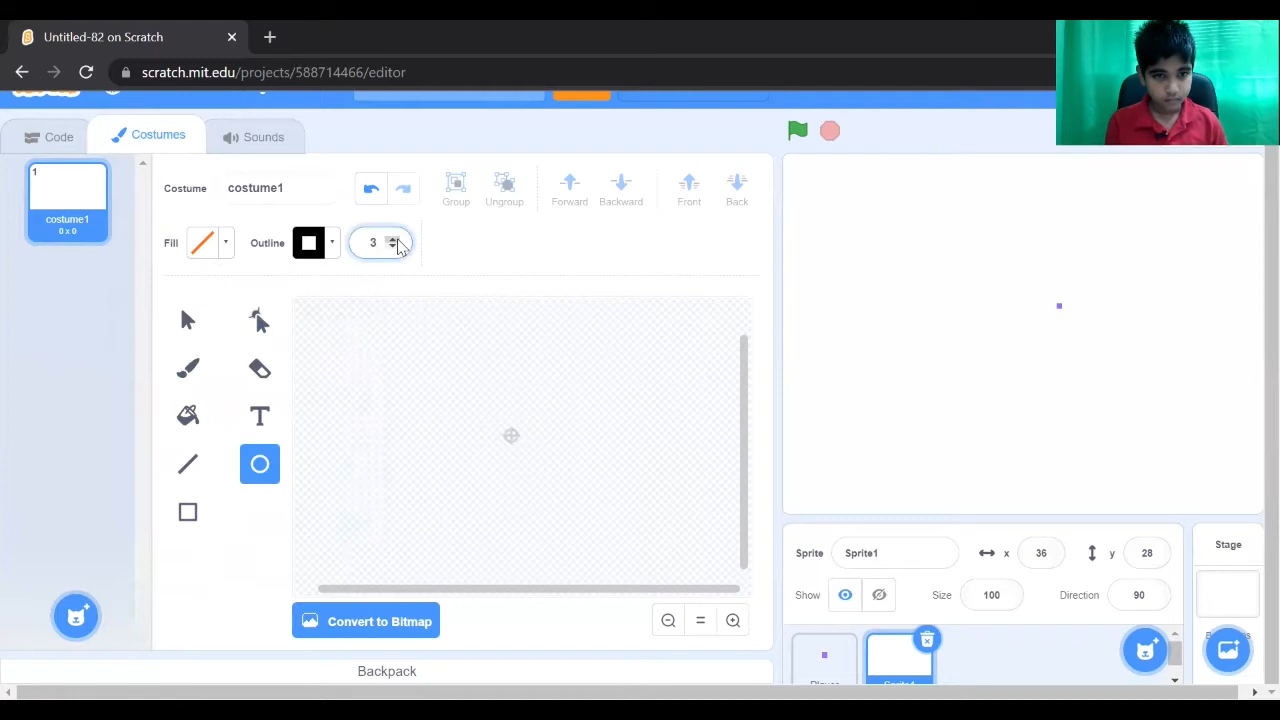 Untitled-82 on Scratch
scratch.mit.edu/projects/588714466/editor
Code
Costumes
Sounds
1
costume1
0 x 0
Costume
costume1
Group
Ungroup
Forward
Backward
Front
Back
Fill
Outline
3
Convert to Bitmap
Backpack
Sprite
Sprite1
x
36
y
28
Show
Size
100
Direction
90
Stage
Player
Sprite1